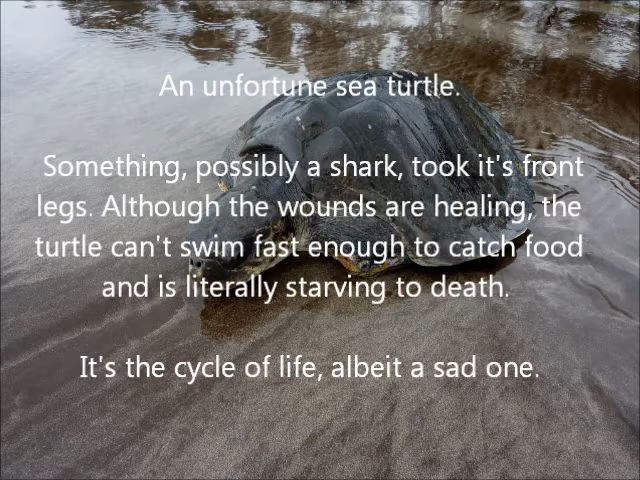 An unfortune sea turtle.
Something, possibly a shark, took it's front
legs. Although the wounds are healing, the
turtle can't swim fast enough to catch food
and is literally starving to death.
It's the cycle of life, albeit a sad one.